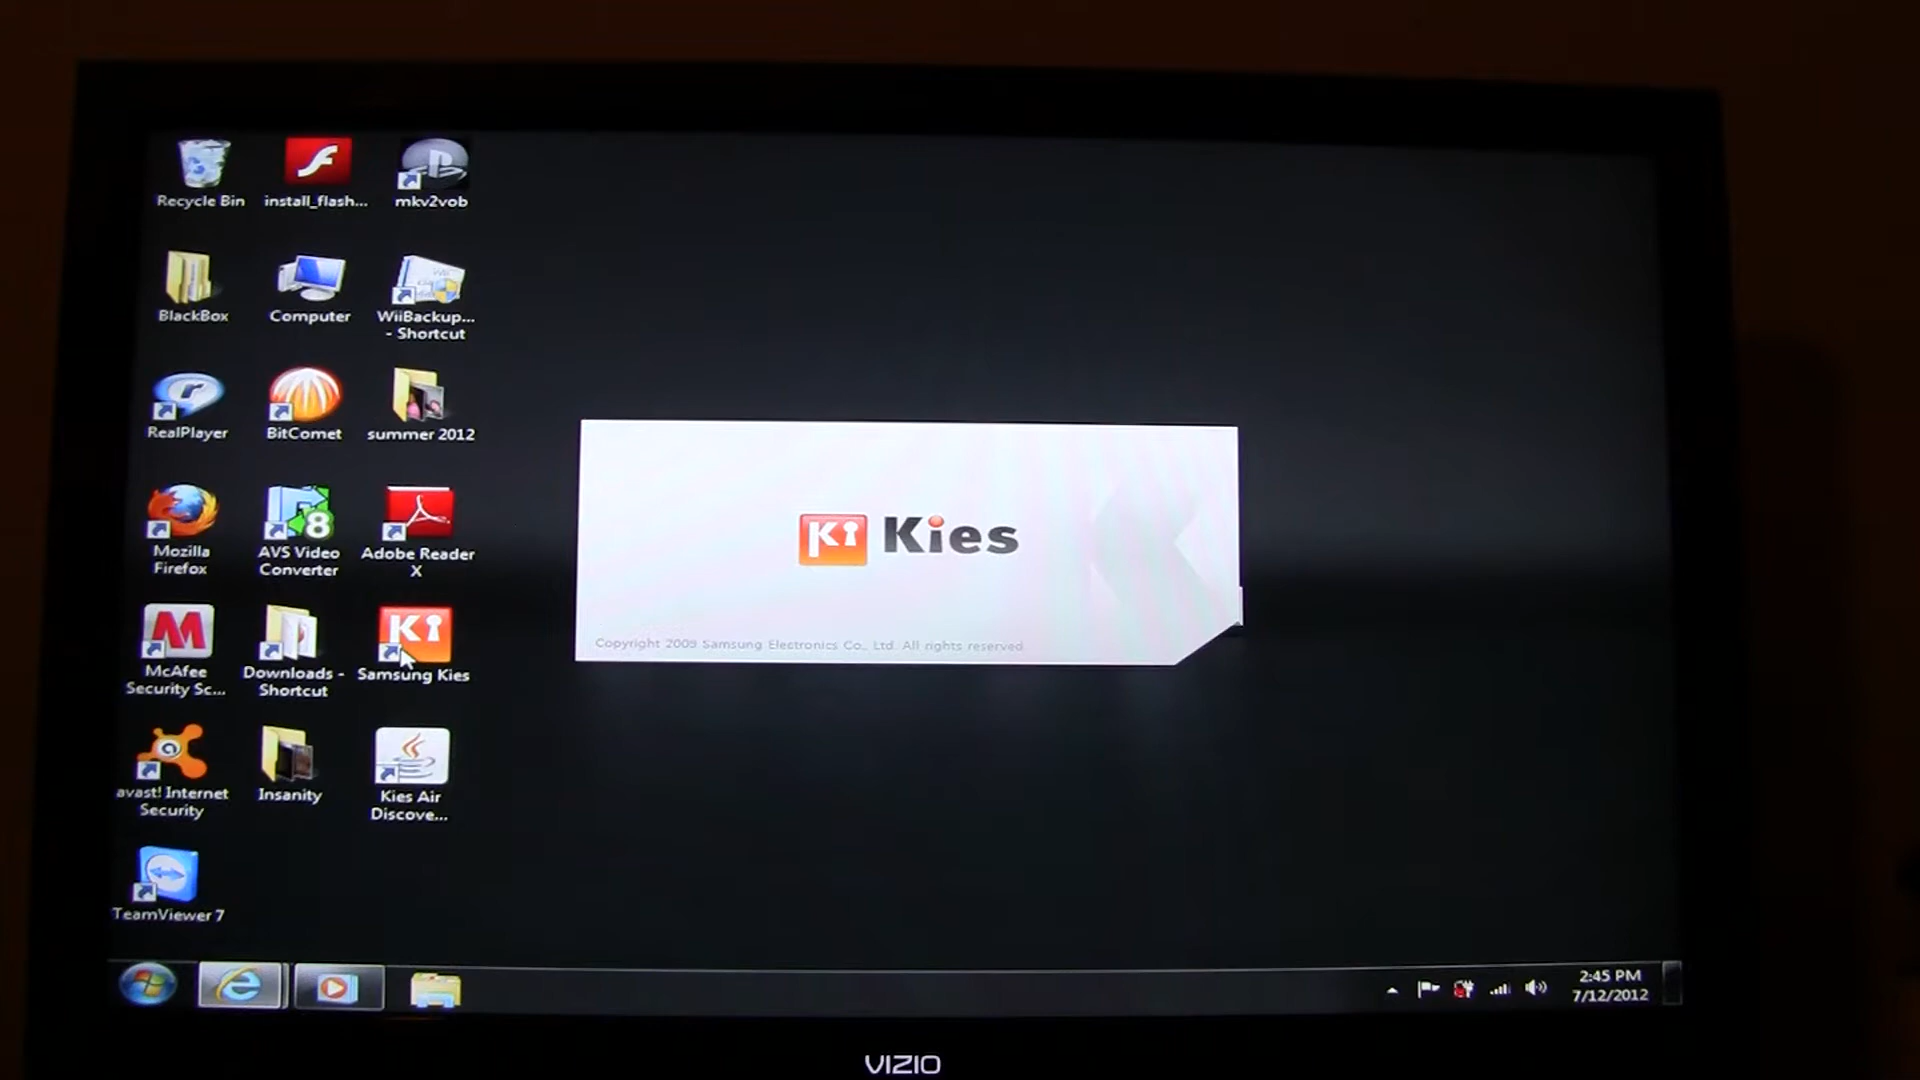 Recycle Bin
install_flash...
mkv2vob
BlackBox
Computer
WiiBackup...
- Shortcut
RealPlayer
BitComet
summer 2012
Mozilla
Firefox
AVS Video
Converter
Adobe Reader
X
McAfee
Security Sc...
Downloads -
Shortcut
Samsung Kies
avast! Internet
Security
Insanity
Kies Air
Discove...
TeamViewer 7
Ki Kies
Copyright 2009 Samsung Electronics Co., Ltd. All rights reserved.
2:45 PM
7/12/2012
VIZIO